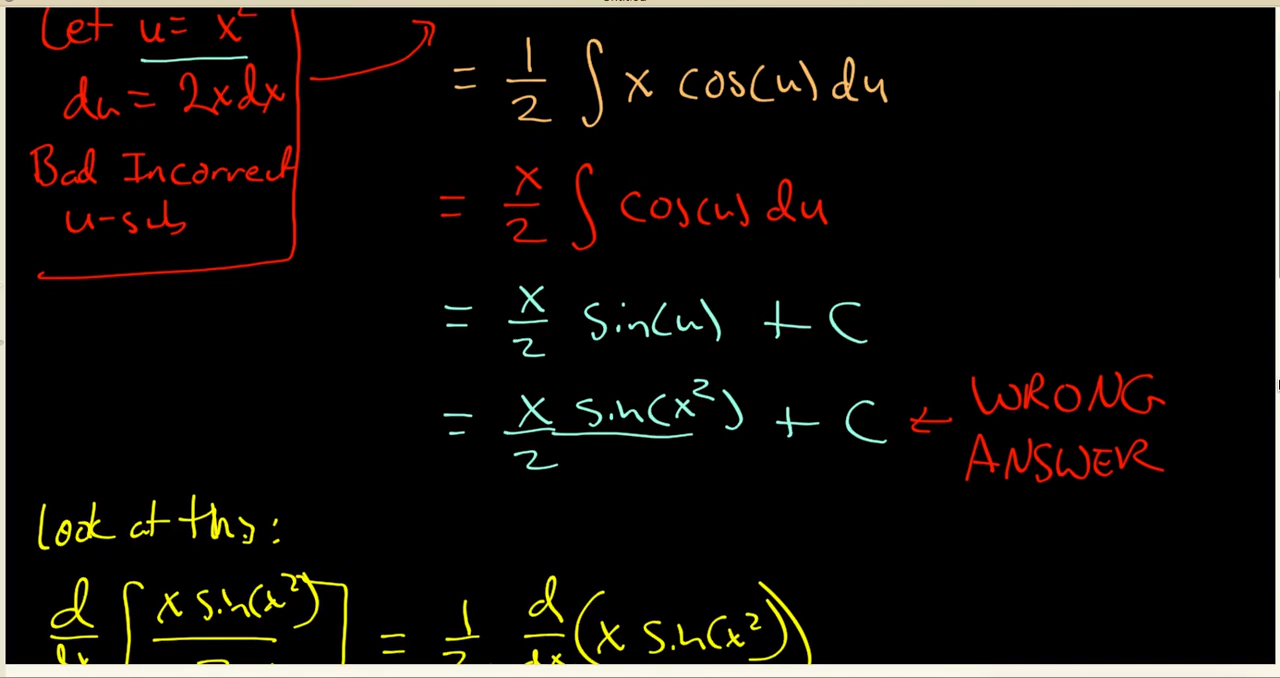 Let u = x²
du = 2x dx
Bad Incorrect
u-sub
= 1/2 ∫ x cos(u) du
= x/2 ∫ cos(u) du
= x/2 sin(u) + C
= x sin(x²)/2 + C ← WRONG
ANSWER
Look at this:
d/dx [x sin(x²)/2] = 1/2 d/dx (x sin(x²))